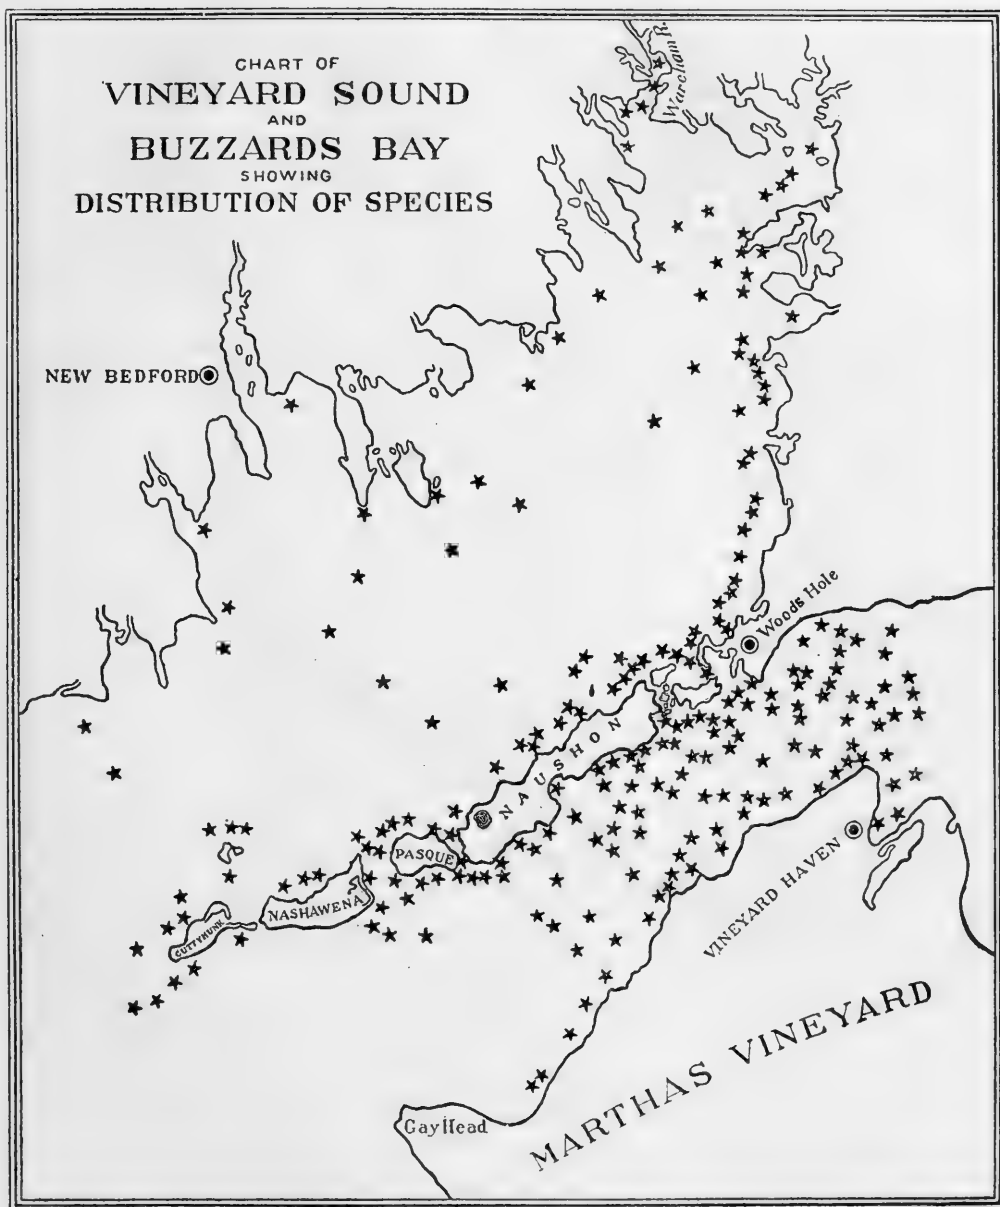 CHART OF
VINEYARD SOUND
AND
BUZZARDS BAY
SHOWING
DISTRIBUTION OF SPECIES
Wareham R.
NEW BEDFORD
Woods Hole
NAUSHON
PASQUE
NASHAWENA
CUTTYHUNK
VINEYARD HAVEN
MARTHAS VINEYARD
Gay Head